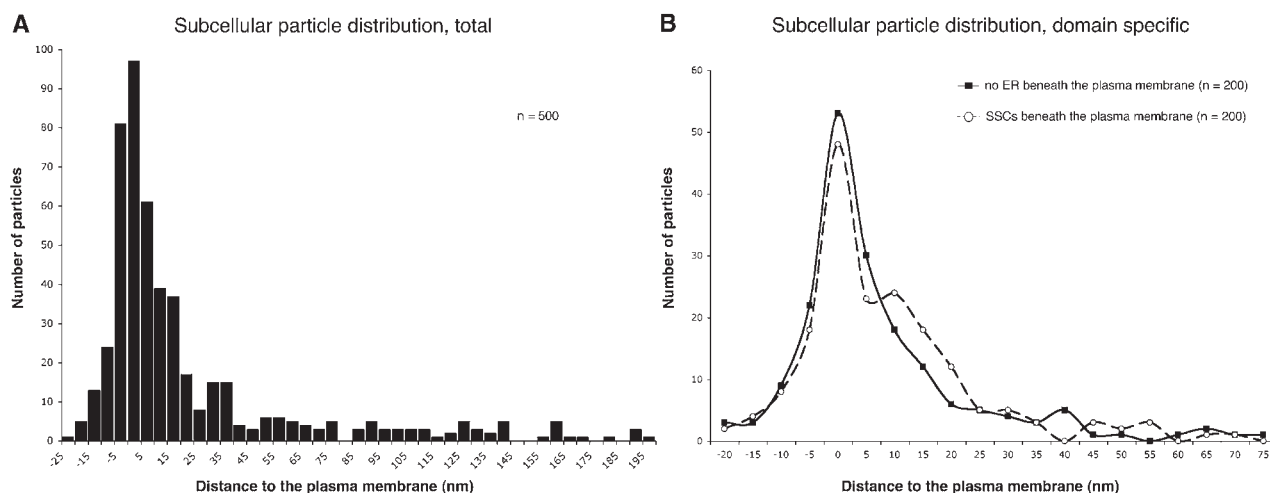 A
Subcellular particle distribution, total
100
90
80
70
60
50
40
30
20
10
0
n = 500
Number of particles
-25 -15 -5 5 15 25 35 45 55 65 75 85 95 105 115 125 135 145 155 165 175 185 195
Distance to the plasma membrane (nm)
B
Subcellular particle distribution, domain specific
60
50
40
30
20
10
0
no ER beneath the plasma membrane (n = 200)
SSCs beneath the plasma membrane (n = 200)
Number of particles
-20 -15 -10 -5 0 5 10 15 20 25 30 35 40 45 50 55 60 65 70 75
Distance to the plasma membrane (nm)